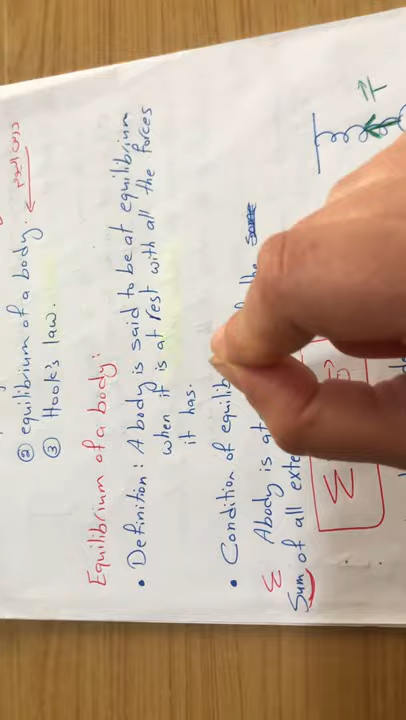 ② equilibrium of a body.
③ Hook's law.
Equilibrium of a body:
• Definition: A body is said to be at equilibrium
when it is at rest with all the forces
it has.
• Condition of equilib
A body is at the
Σ
Sum of all exte
Σ
T